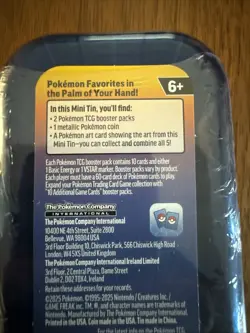 Pokémon Favorites in
the Palm of Your Hand!
6+
In this Mini Tin, you'll find:
• 2 Pokémon TCG booster packs
• 1 metallic Pokémon coin
• A Pokémon art card showing the art from this
Mini Tin—you can collect and combine all 5!
Each Pokémon TCG booster pack contains 10 cards and either
1 Basic Energy or 1 VSTAR marker. Booster packs vary by product.
Each player must have a 60-card deck of Pokémon cards to play.
Expand your Pokémon Trading Card Game collection with
"10 Additional Game Cards" booster packs.
The Pokémon Company
INTERNATIONAL
The Pokémon Company International
10400 NE 4th Street, Suite 2800
Bellevue, WA 98004 USA
3rd Floor Building 10, Chiswick Park, 566 Chiswick High Road
London, W4 5XS United Kingdom
The Pokémon Company International Ireland Limited
3rd Floor, 2 Central Plaza, Dame Street
Dublin 2, D02 T0X4, Ireland
Retain these addresses for your records.
©2025 Pokémon. ©1995–2025 Nintendo / Creatures Inc. /
GAME FREAK inc. TM, ®, and character names are trademarks of
Nintendo. Manufactured by The Pokémon Company International.
Printed in the USA. Coin made in the USA. Tin made in China.